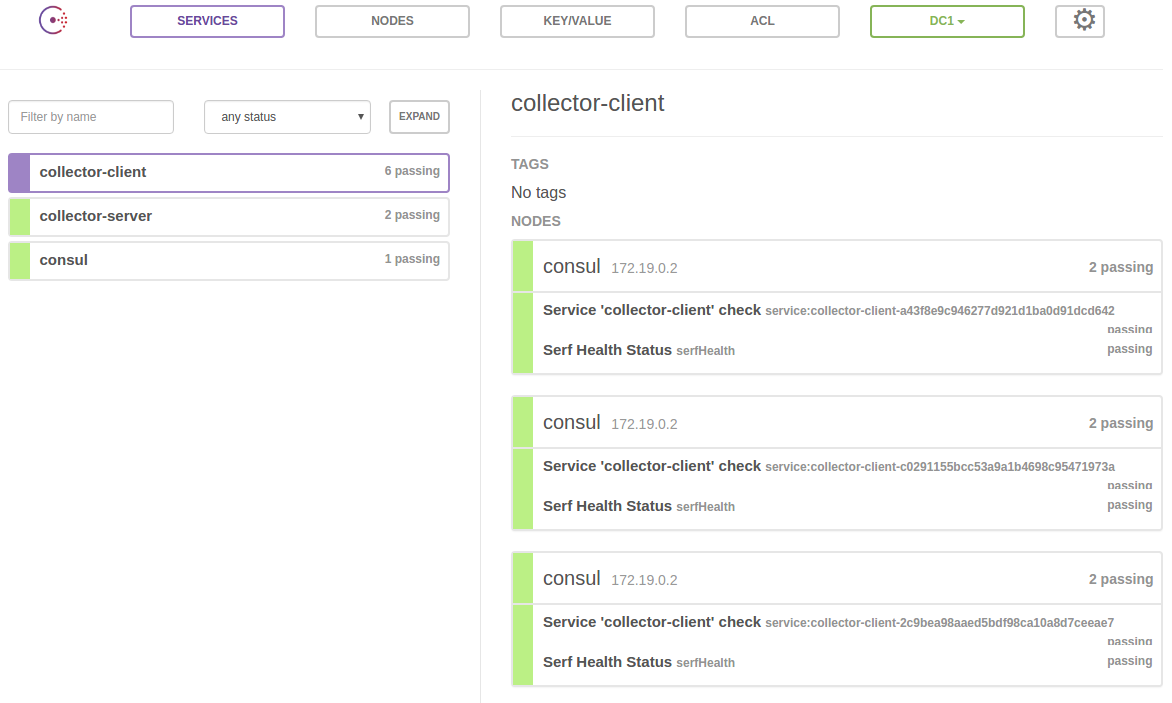 SERVICES
NODES
KEY/VALUE
ACL
DC1
Filter by name
any status
EXPAND
collector-client 6 passing
collector-server 2 passing
consul 1 passing
collector-client
TAGS
No tags
NODES
consul 172.19.0.2 2 passing
Service 'collector-client' check service:collector-client-a43f8e9c946277d921d1ba0d91dcd642
passing
Serf Health Status serfHealth passing
consul 172.19.0.2 2 passing
Service 'collector-client' check service:collector-client-c0291155bcc53a9a1b4698c95471973a
passing
Serf Health Status serfHealth passing
consul 172.19.0.2 2 passing
Service 'collector-client' check service:collector-client-2c9bea98aaed5bdf98ca10a8d7ceeae7
passing
Serf Health Status serfHealth passing